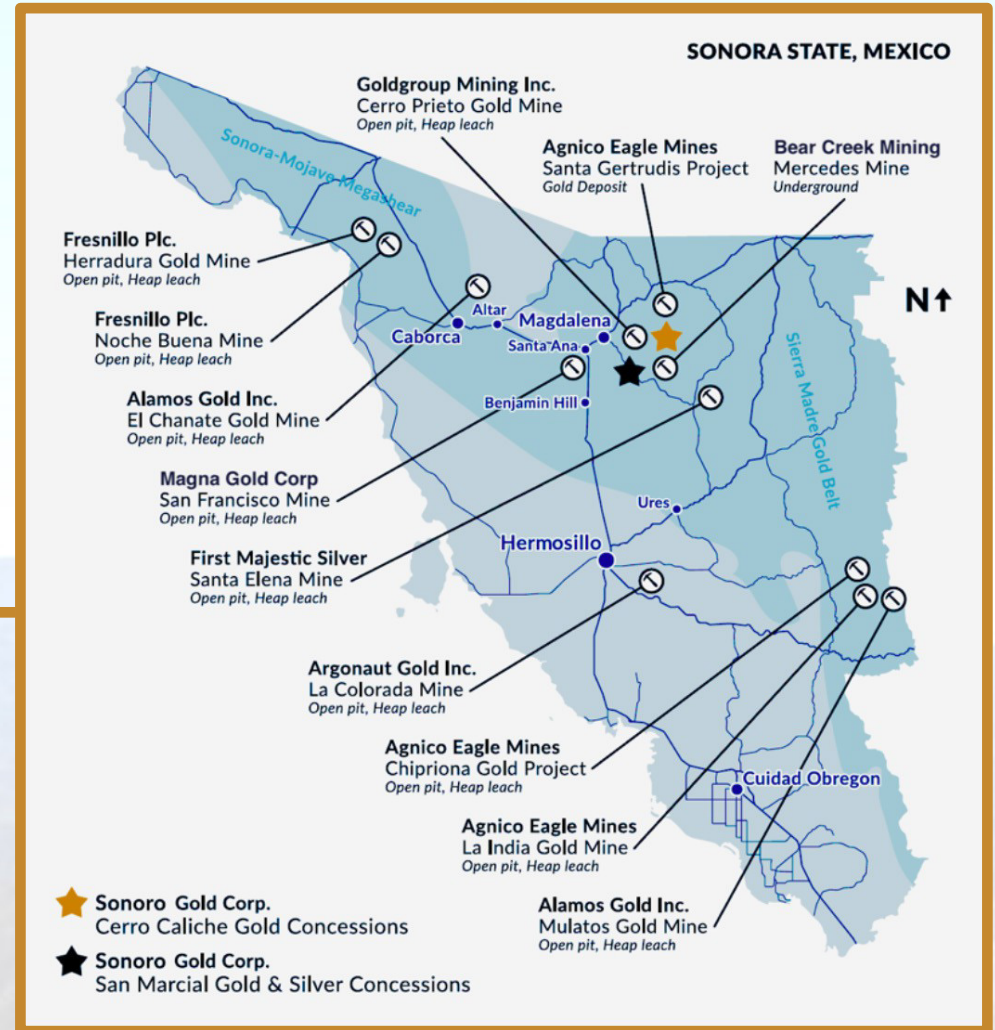 SONORA STATE, MEXICO
Goldgroup Mining Inc.
Cerro Prieto Gold Mine
Open pit, Heap leach
Agnico Eagle Mines
Santa Gertrudis Project
Gold Deposit
Bear Creek Mining
Mercedes Mine
Underground
Sonora-Mojave Megashear
Fresnillo Plc.
Herradura Gold Mine
Open pit, Heap leach
N
Fresnillo Plc.
Noche Buena Mine
Open pit, Heap leach
Altar
Caborca
Magdalena
Santa Ana
Sierra Madre Gold Belt
Alamos Gold Inc.
El Chanate Gold Mine
Open pit, Heap leach
Benjamin Hill
Magna Gold Corp
San Francisco Mine
Open pit, Heap leach
Ures
Hermosillo
First Majestic Silver
Santa Elena Mine
Open pit, Heap leach
Argonaut Gold Inc.
La Colorada Mine
Open pit, Heap leach
Agnico Eagle Mines
Chipriona Gold Project
Open pit, Heap leach
Cuidad Obregon
Agnico Eagle Mines
La India Gold Mine
Open pit, Heap leach
Alamos Gold Inc.
Mulatos Gold Mine
Open pit, Heap leach
Sonoro Gold Corp.
Cerro Caliche Gold Concessions
Sonoro Gold Corp.
San Marcial Gold & Silver Concessions